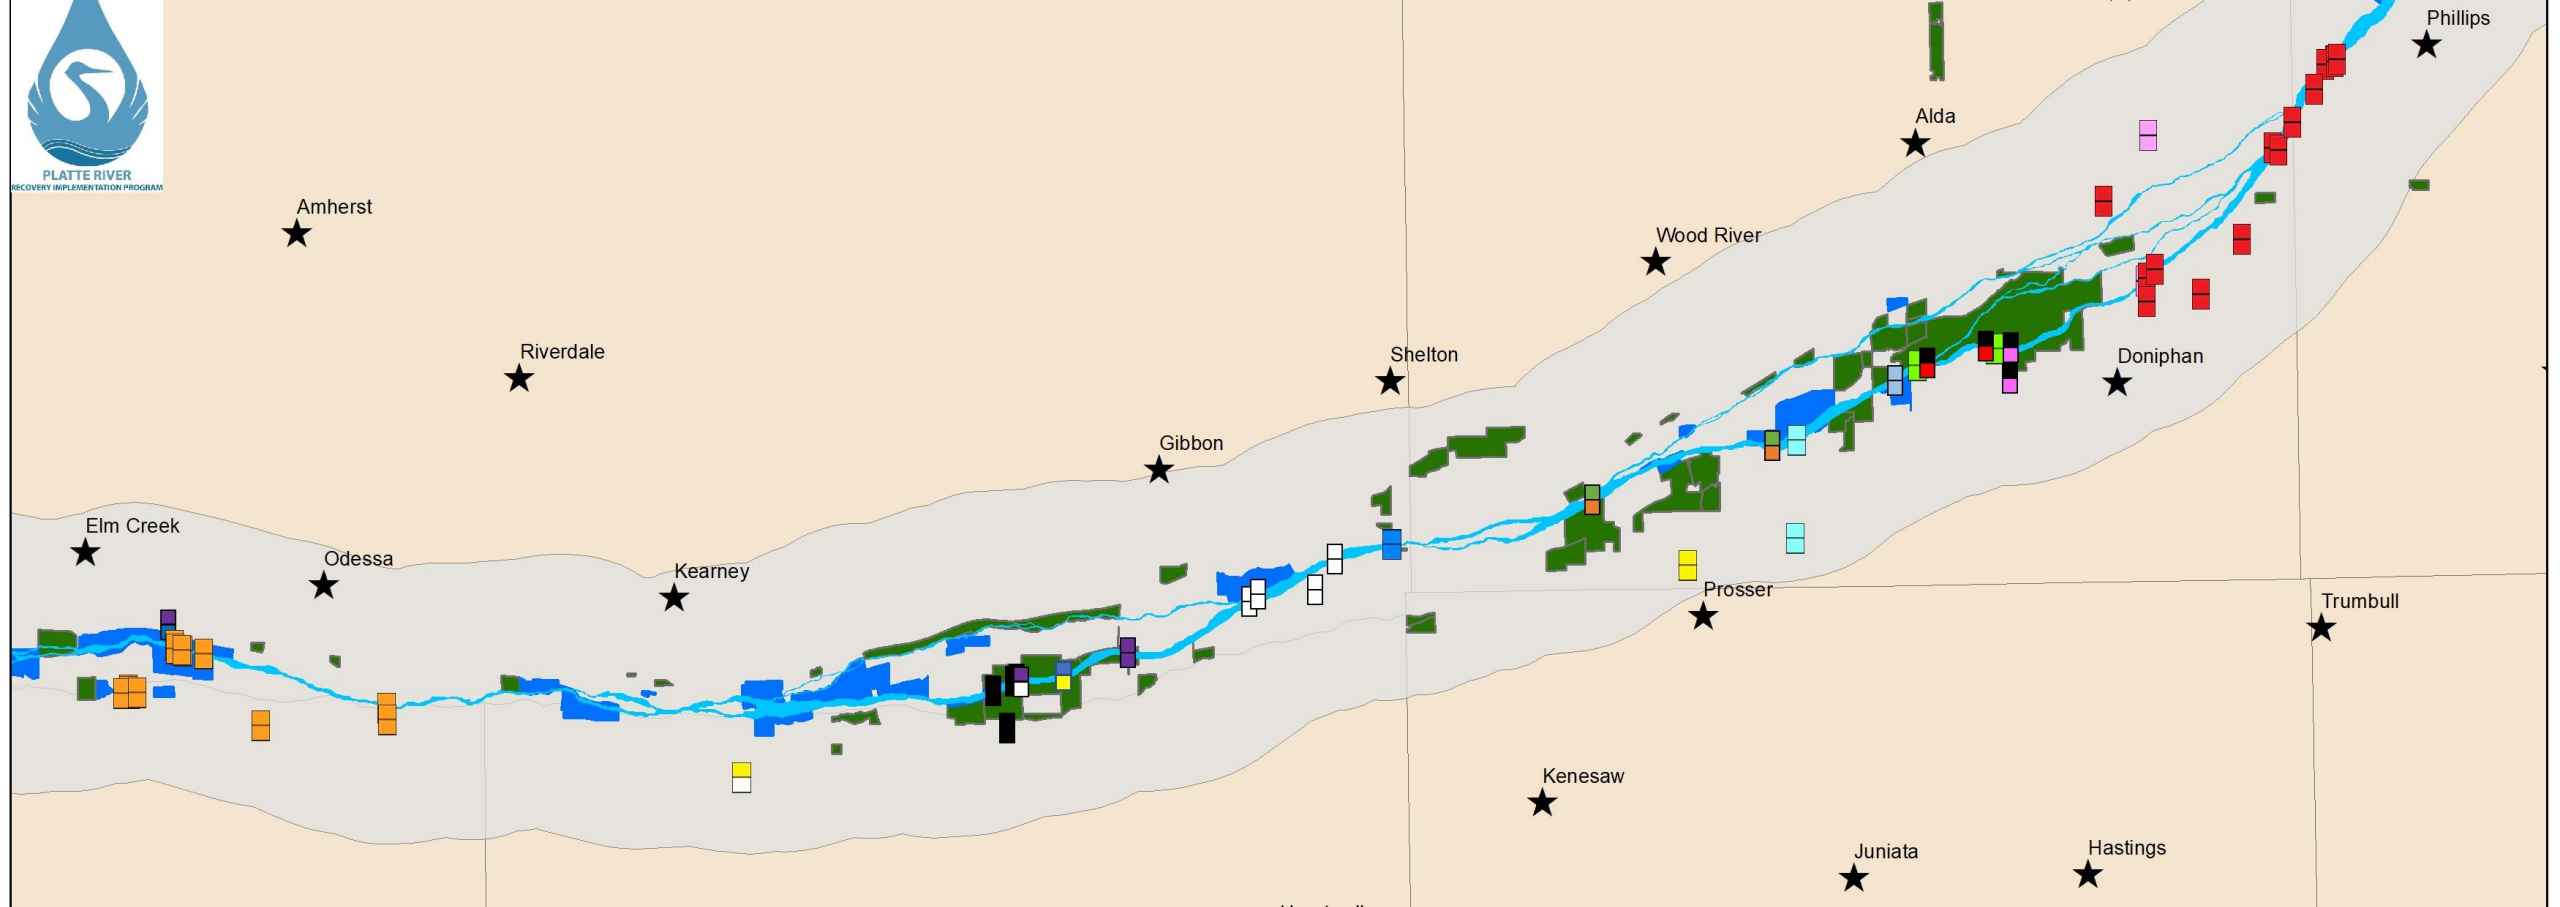 Phillips
Alda
PLATTE RIVER
RECOVERY IMPLEMENTATION PROGRAM
Amherst
Wood River
Riverdale
Shelton
Doniphan
Gibbon
Elm Creek
Odessa
Kearney
Prosser
Trumbull
Kenesaw
Juniata
Hastings